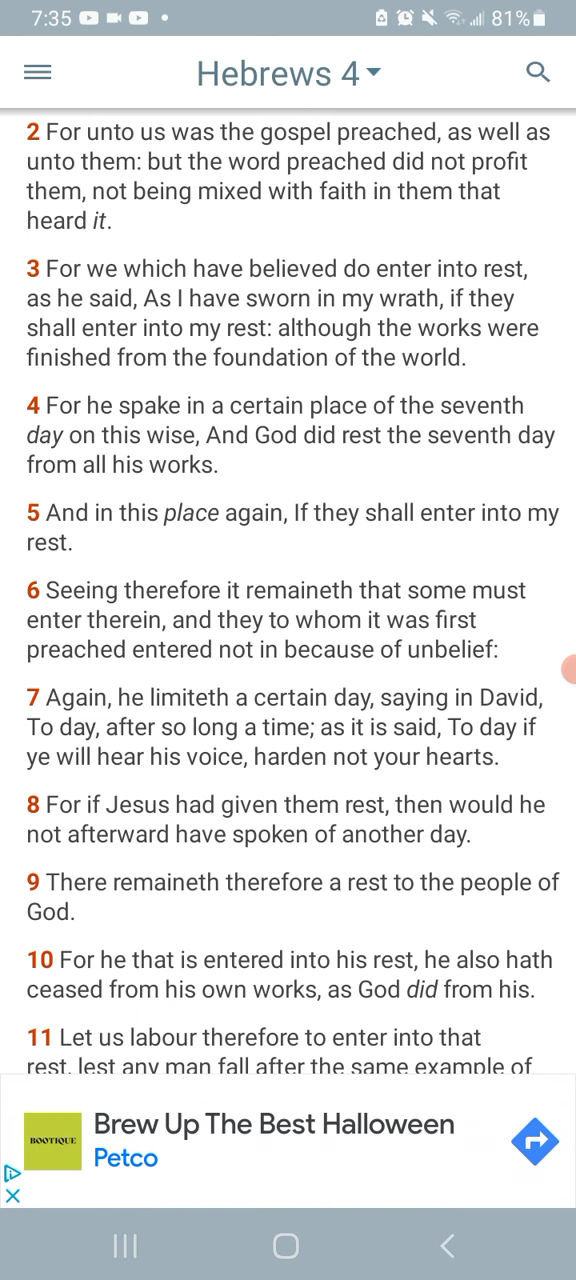 7:35
81%
Hebrews 4
2 For unto us was the gospel preached, as well as
unto them: but the word preached did not profit
them, not being mixed with faith in them that
heard it.
3 For we which have believed do enter into rest,
as he said, As I have sworn in my wrath, if they
shall enter into my rest: although the works were
finished from the foundation of the world.
4 For he spake in a certain place of the seventh
day on this wise, And God did rest the seventh day
from all his works.
5 And in this place again, If they shall enter into my
rest.
6 Seeing therefore it remaineth that some must
enter therein, and they to whom it was first
preached entered not in because of unbelief:
7 Again, he limiteth a certain day, saying in David,
To day, after so long a time; as it is said, To day if
ye will hear his voice, harden not your hearts.
8 For if Jesus had given them rest, then would he
not afterward have spoken of another day.
9 There remaineth therefore a rest to the people of
God.
10 For he that is entered into his rest, he also hath
ceased from his own works, as God did from his.
11 Let us labour therefore to enter into that
rest, lest any man fall after the same example of
BOOTIQUE
Brew Up The Best Halloween
Petco